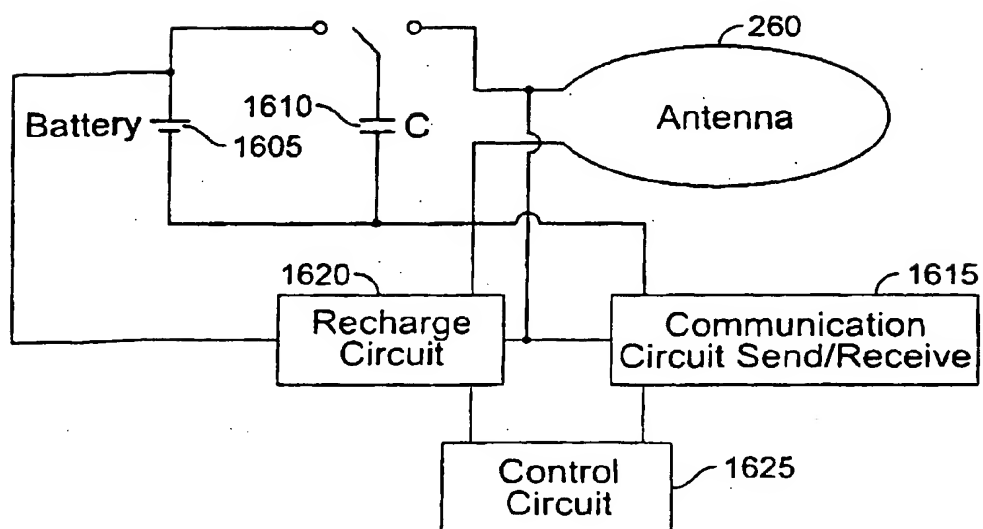 260
Antenna
Battery
1605
1610
C
1620
Recharge
Circuit
1615
Communication
Circuit Send/Receive
Control
Circuit
1625